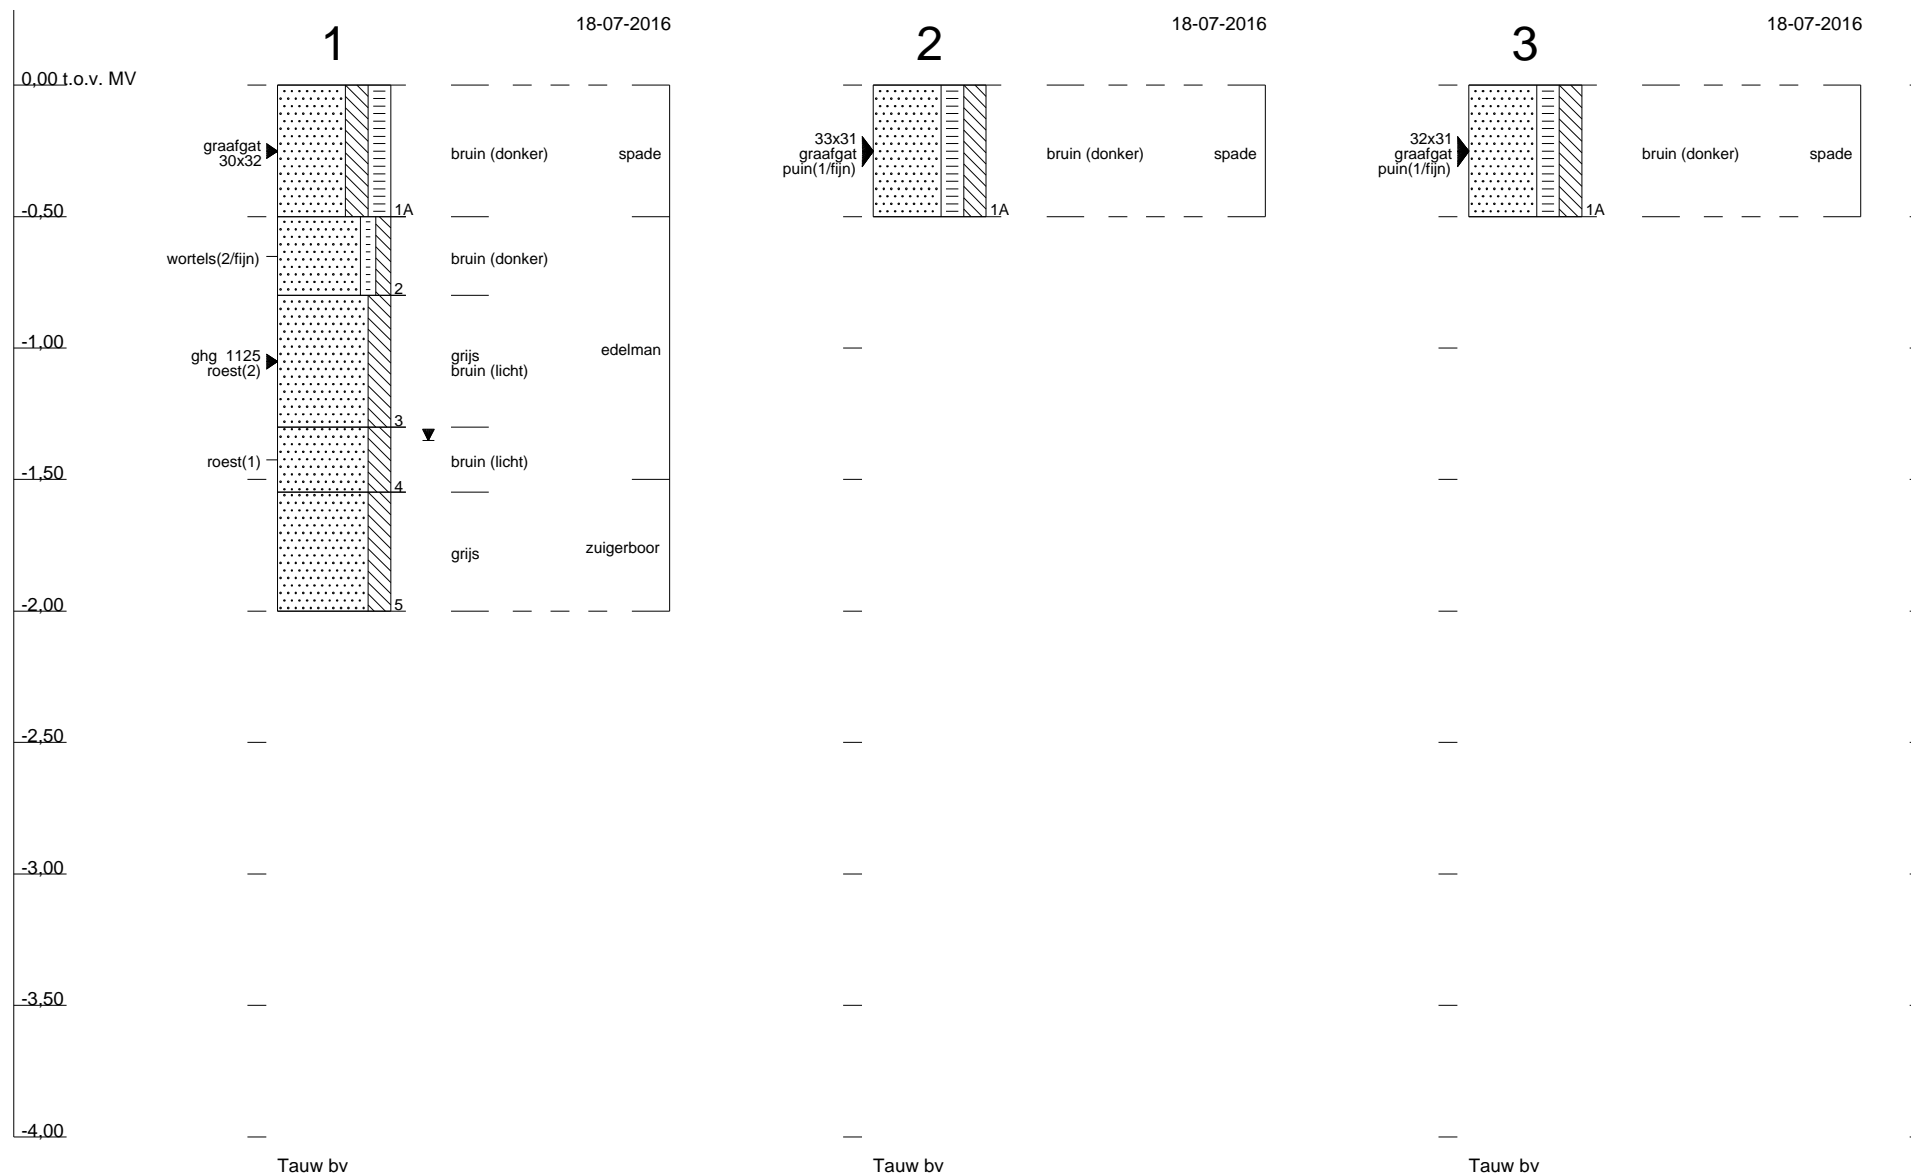 1
18-07-2016
2
18-07-2016
3
18-07-2016
0,00 t.o.v. MV
graafgat
30x32
bruin (donker)
spade
1A
33x31
graafgat
puin(1/fijn)
bruin (donker)
spade
1A
32x31
graafgat
puin(1/fijn)
bruin (donker)
spade
1A
-0,50
wortels(2/fijn)
bruin (donker)
2
-1,00
ghg 1125
roest(2)
grijs
bruin (licht)
edelman
3
roest(1)
bruin (licht)
-1,50
4
grijs
zuigerboor
5
-2,00
-2,50
-3,00
-3,50
-4,00
Tauw bv
Tauw bv
Tauw bv